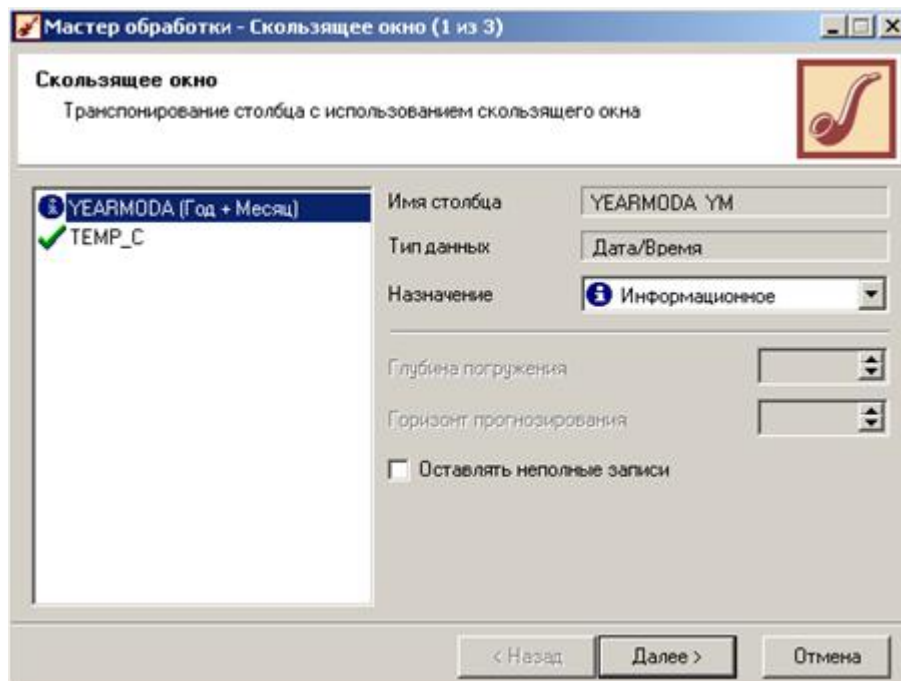 Мастер обработки - Скользящее окно (1 из 3)
Скользящее окно
Транспонирование столбца с использованием скользящего окна
YEARMODA (Год + Месяц)
TEMP_C
Имя столбца
YEARMODA_YM
Тип данных
Дата/Время
Назначение
Информационное
Глубина погружения
Горизонт прогнозирования
Оставлять неполные записи
< Назад
Далее >
Отмена